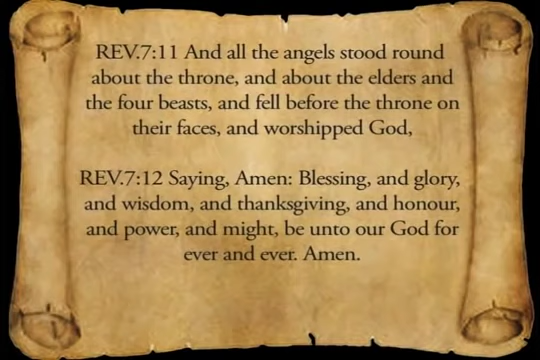 REV.7:11 And all the angels stood round
about the throne, and about the elders and
the four beasts, and fell before the throne on
their faces, and worshipped God,
REV.7:12 Saying, Amen: Blessing, and glory,
and wisdom, and thanksgiving, and honour,
and power, and might, be unto our God for
ever and ever. Amen.